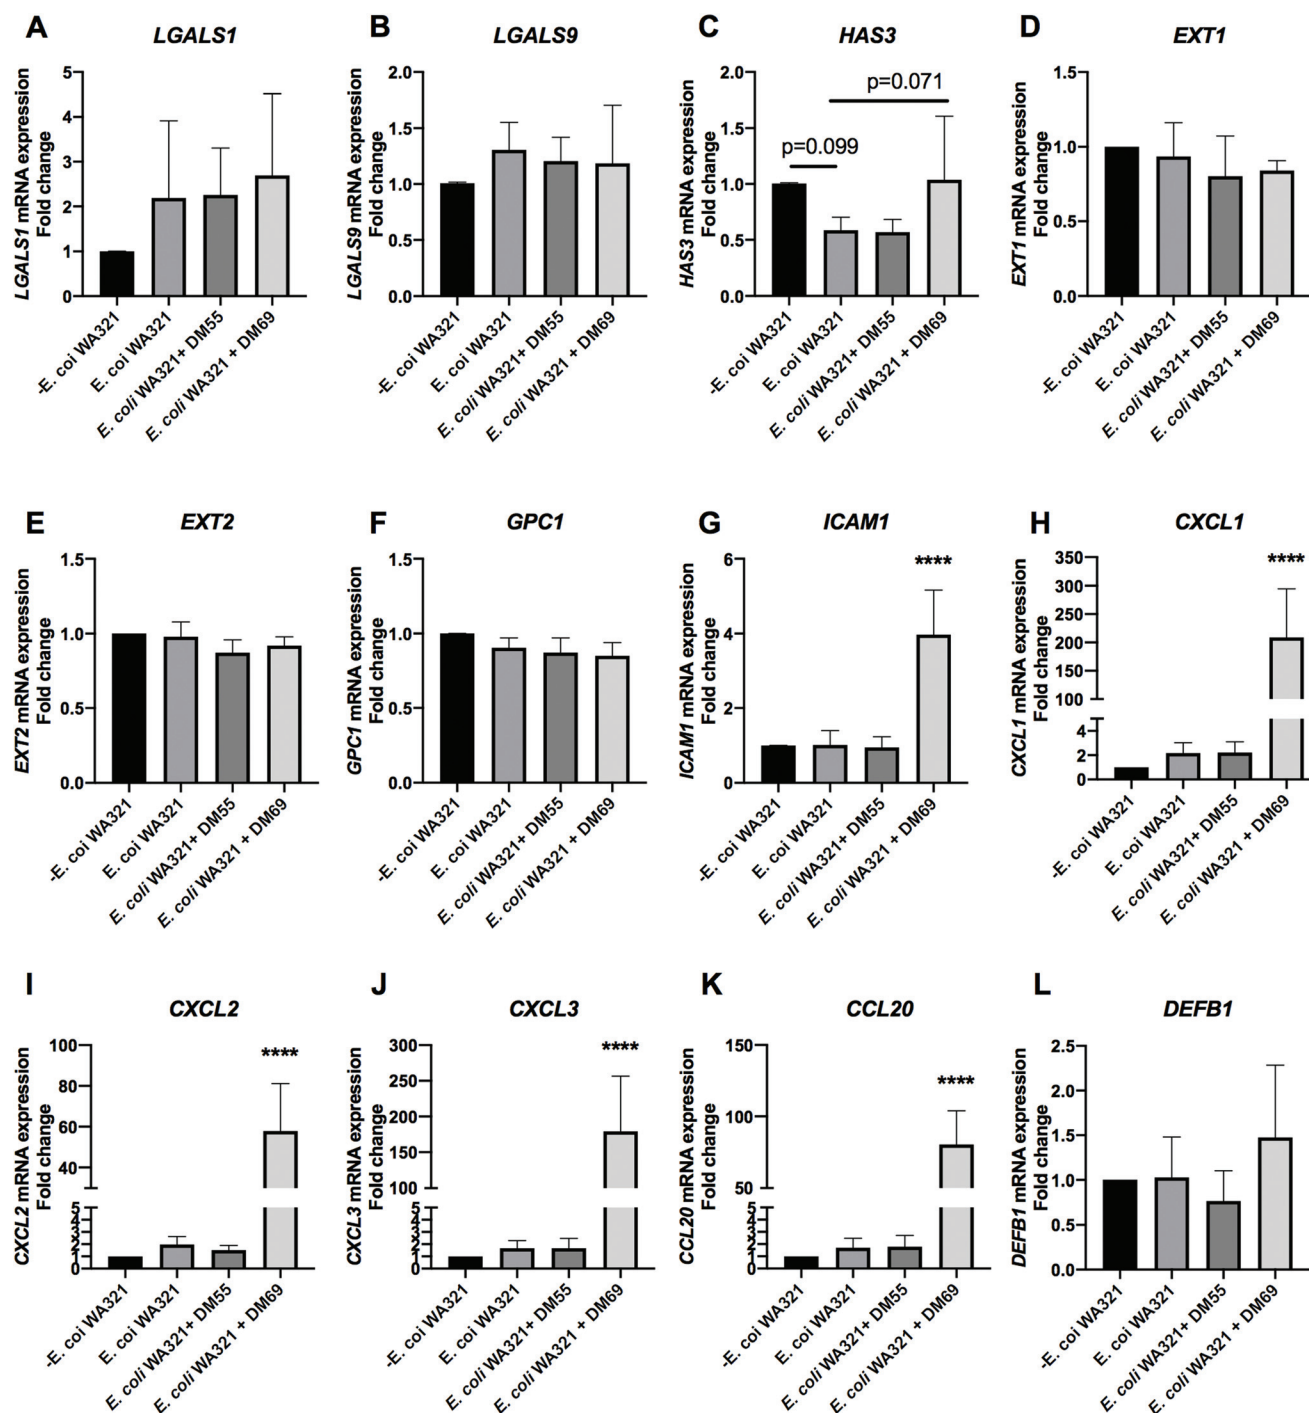 A
LGALS1
LGALS1 mRNA expression
Fold change
5
4
3
2
1
0
-E. coi WA321
E. coi WA321
E. coli WA321+ DM55
E. coli WA321 + DM69
B
LGALS9
LGALS9 mRNA expression
Fold change
2.0
1.5
1.0
0.5
0.0
-E. coi WA321
E. coi WA321
E. coli WA321+ DM55
E. coli WA321 + DM69
C
HAS3
HAS3 mRNA expression
Fold change
2.0
1.5
1.0
0.5
0.0
p=0.071
p=0.099
-E. coi WA321
E. coi WA321
E. coli WA321+ DM55
E. coli WA321 + DM69
D
EXT1
EXT1 mRNA expression
Fold change
1.5
1.0
0.5
0.0
-E. coi WA321
E. coi WA321
E. coli WA321+ DM55
E. coli WA321 + DM69
E
EXT2
EXT2 mRNA expression
Fold change
1.5
1.0
0.5
0.0
-E. coi WA321
E. coi WA321
E. coli WA321+ DM55
E. coli WA321 + DM69
F
GPC1
GPC1 mRNA expression
Fold change
1.5
1.0
0.5
0.0
-E. coi WA321
E. coi WA321
E. coli WA321+ DM55
E. coli WA321 + DM69
G
ICAM1
ICAM1 mRNA expression
Fold change
6
4
2
0
****
-E. coi WA321
E. coi WA321
E. coli WA321+ DM55
E. coli WA321 + DM69
H
CXCL1
CXCL1 mRNA expression
Fold change
350
300
250
200
150
100
4
2
0
****
-E. coi WA321
E. coi WA321
E. coli WA321+ DM55
E. coli WA321 + DM69
I
CXCL2
CXCL2 mRNA expression
Fold change
100
80
60
40
5
4
3
2
1
0
****
-E. coi WA321
E. coi WA321
E. coli WA321+ DM55
E. coli WA321 + DM69
J
CXCL3
CXCL3 mRNA expression
Fold change
300
250
200
150
100
5
4
3
2
1
0
****
-E. coi WA321
E. coi WA321
E. coli WA321+ DM55
E. coli WA321 + DM69
K
CCL20
CCL20 mRNA expression
Fold change
150
100
50
5
4
3
2
1
0
****
-E. coi WA321
E. coi WA321
E. coli WA321+ DM55
E. coli WA321 + DM69
L
DEFB1
DEFB1 mRNA expression
Fold change
2.5
2.0
1.5
1.0
0.5
0.0
-E. coi WA321
E. coi WA321
E. coli WA321+ DM55
E. coli WA321 + DM69